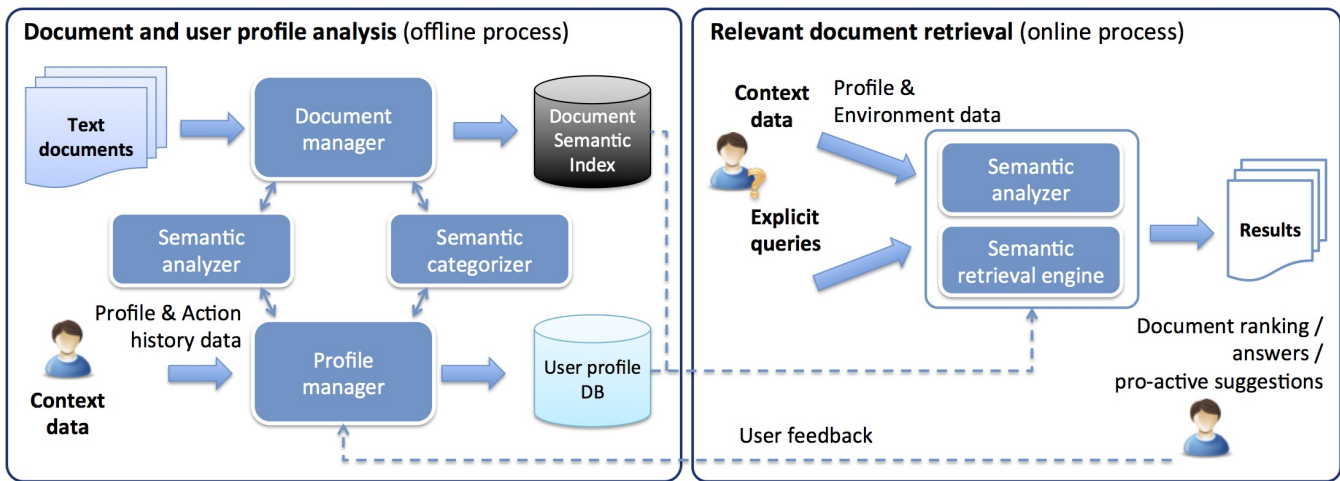 Document and user profile analysis (offline process)
Text
documents
Document
manager
Document
Semantic
Index
Semantic
analyzer
Semantic
categorizer
Profile & Action
history data
Context
data
Profile
manager
User profile
DB
Relevant document retrieval (online process)
Context
data
Profile &
Environment data
Explicit
queries
Semantic
analyzer
Semantic
retrieval engine
Results
Document ranking /
answers /
pro-active suggestions
User feedback